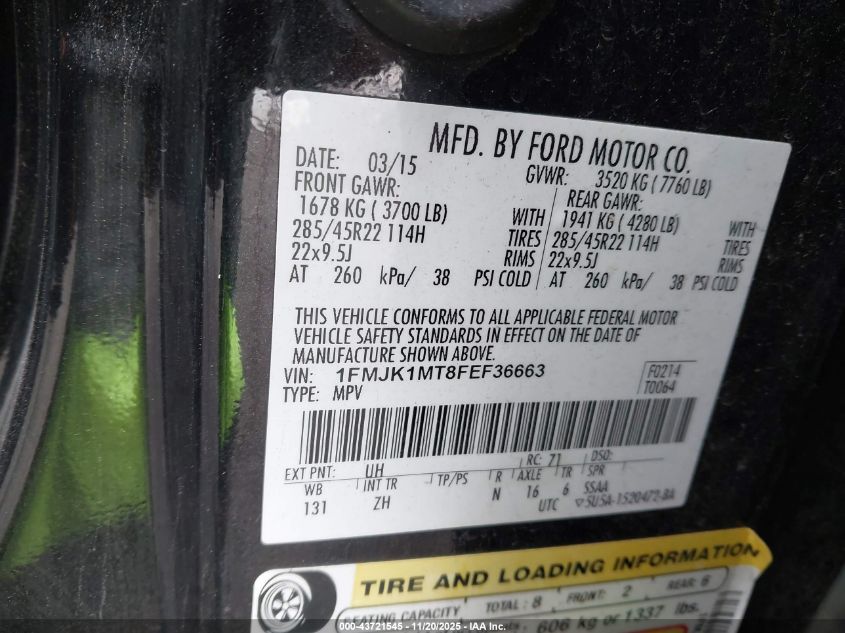 MFD. BY FORD MOTOR CO.
DATE: 03/15 GVWR: 3520 KG ( 7760 LB)
FRONT GAWR: REAR GAWR:
1678 KG ( 3700 LB) WITH 1941 KG ( 4280 LB) WITH
285/45R22 114H TIRES 285/45R22 114H TIRES
22x9.5J RIMS 22x9.5J RIMS
AT 260 kPa/ 38 PSI COLD AT 260 kPa/ 38 PSI COLD
THIS VEHICLE CONFORMS TO ALL APPLICABLE FEDERAL MOTOR
VEHICLE SAFETY STANDARDS IN EFFECT ON THE DATE OF
MANUFACTURE SHOWN ABOVE.
VIN: 1FMJK1MT8FEF36663 F0214
TYPE: MPV T0064
EXT PNT: UH RC: 71 DSO:
WB INT TR TP/PS R AXLE TR SPR
131 ZH N 16 6 SSAA
UTC 5U5A-1520472-BA
TIRE AND LOADING INFORMATION
SEATING CAPACITY TOTAL : 8 FRONT: 2 REAR: 6
606 kg or 1337 lbs.
000-43721545 - 11/20/2025 - IAA Inc.